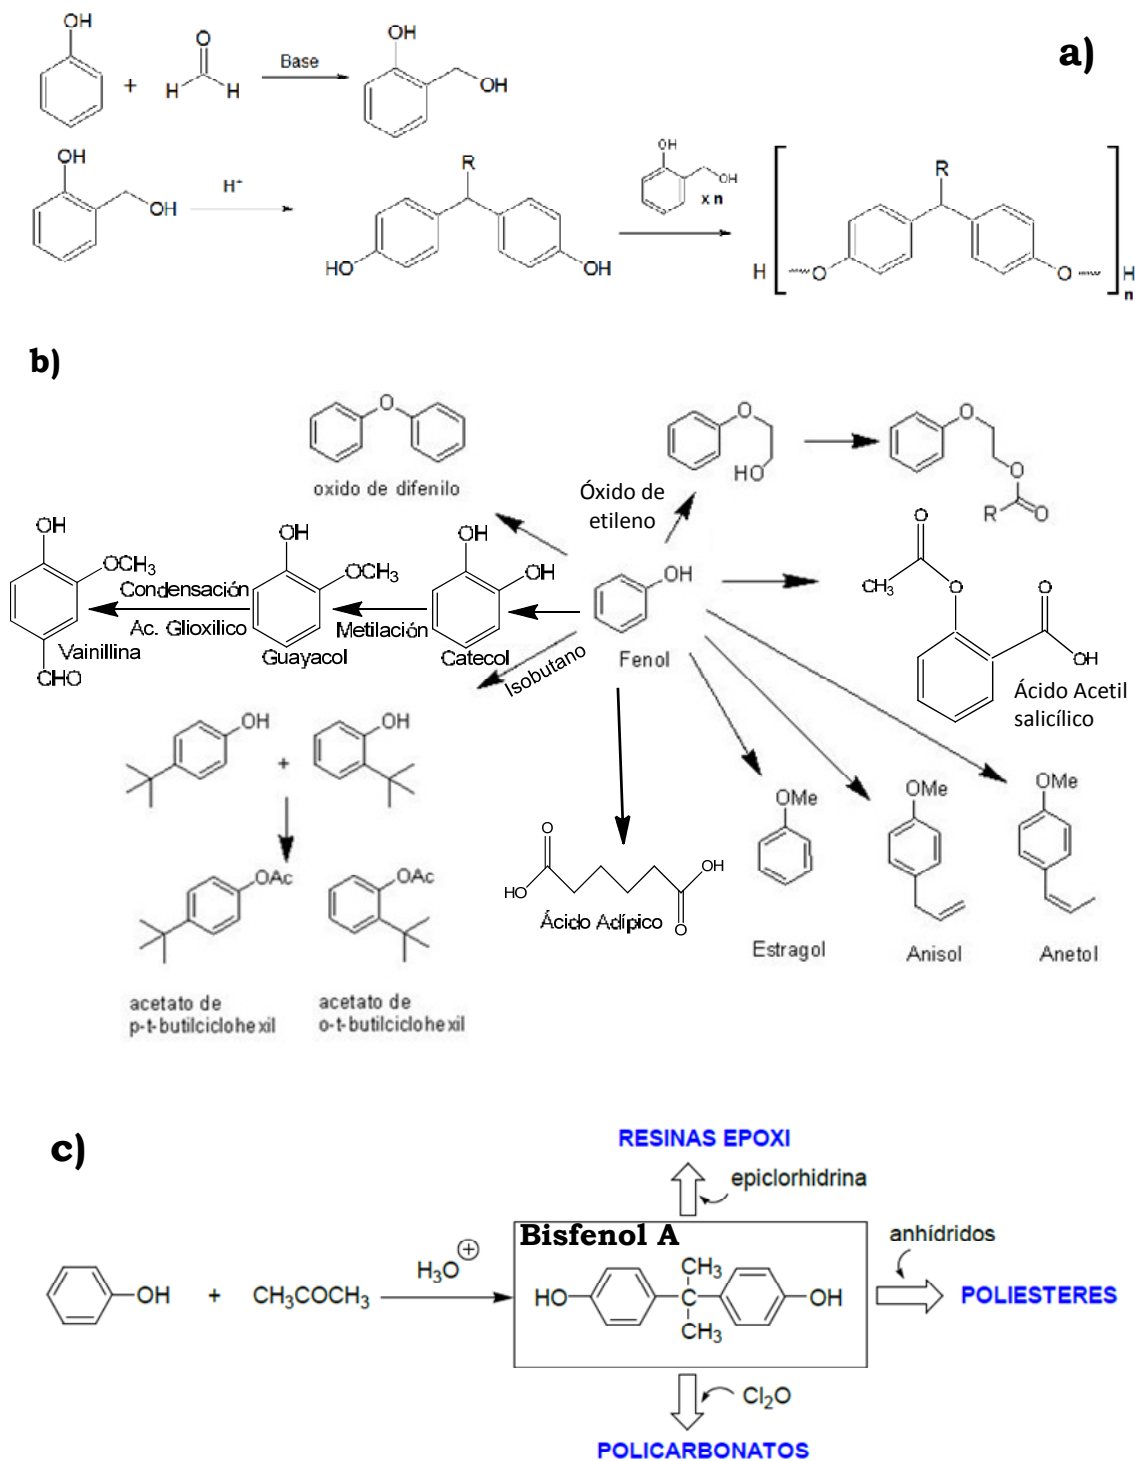 a)
OH
O
H
H
+
Base
OH
OH
OH
OH
H⁺
R
HO
OH
OH
OH
x n
R
H
O
O
H
n
b)
O
oxido de difenilo
O
HO
O
O
R
O
Óxido de
etileno
OH
Fenol
OH
OH
Catecol
Metilación
OH
OCH3
Guayacol
Condensación
Ac. Glioxilico
OH
OCH3
CHO
Vainillina
O
CH3
O
O
OH
Ácido Acetil
salicílico
Isobutano
OH
+
OH
OAc
OAc
acetato de
p-t-butilciclohexil
acetato de
o-t-butilciclohexil
O
HO
OH
O
Ácido Adípico
OMe
Estragol
OMe
Anisol
OMe
Anetol
c)
RESINAS EPOXI
epiclorhidrina
Bisfenol A
OH
+
CH3COCH3
H3O
+
HO
CH3
C
CH3
OH
anhídridos
POLIESTERES
Cl2O
POLICARBONATOS